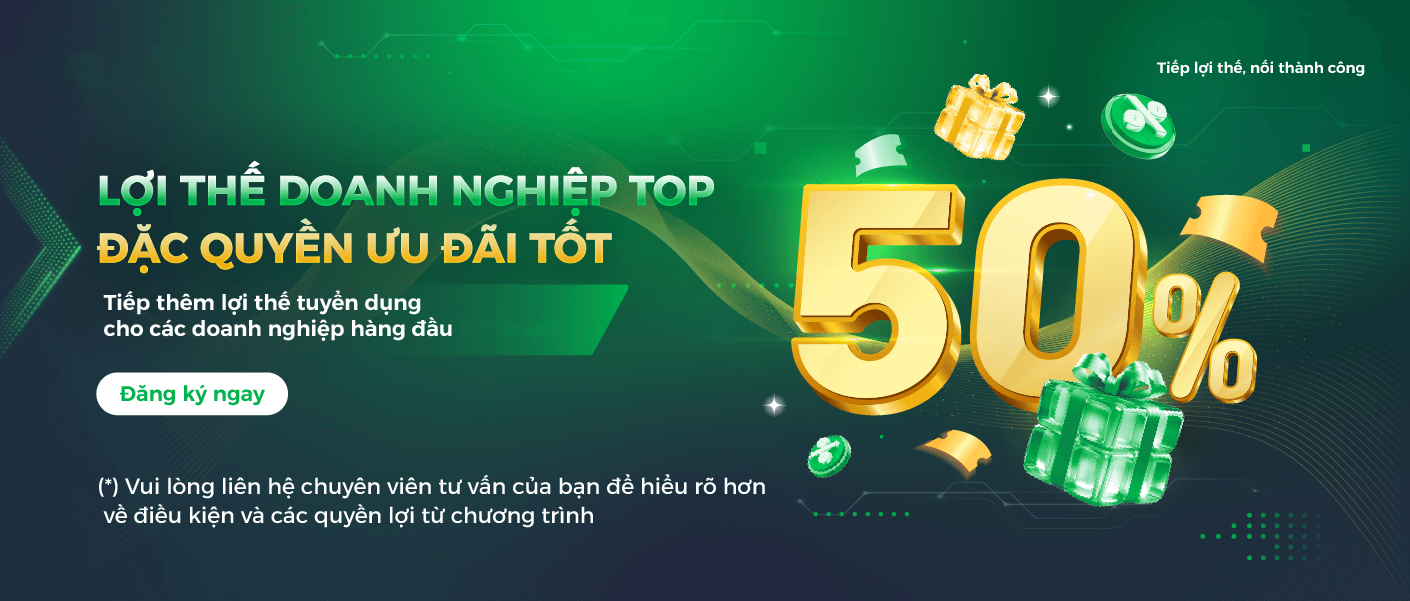 Tiếp lợi thế, nối thành công
LỢI THẾ DOANH NGHIỆP TOP
ĐẶC QUYỀN ƯU ĐÃI TỐT
Tiếp thêm lợi thế tuyển dụng
cho các doanh nghiệp hàng đầu
50%
Đăng ký ngay
(*) Vui lòng liên hệ chuyên viên tư vấn của bạn để hiểu rõ hơn
về điều kiện và các quyền lợi từ chương trình